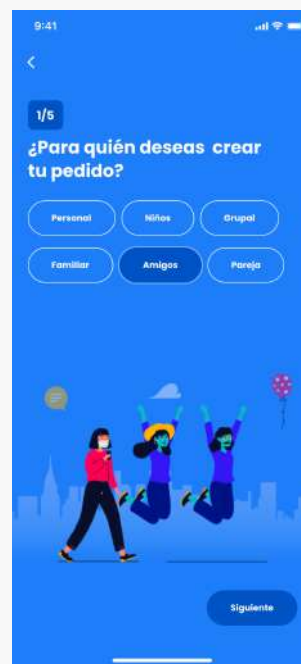 9:41
1/5
¿Para quién deseas crear
tu pedido?
Personal
Niños
Grupal
Familiar
Amigos
Pareja
Siguiente